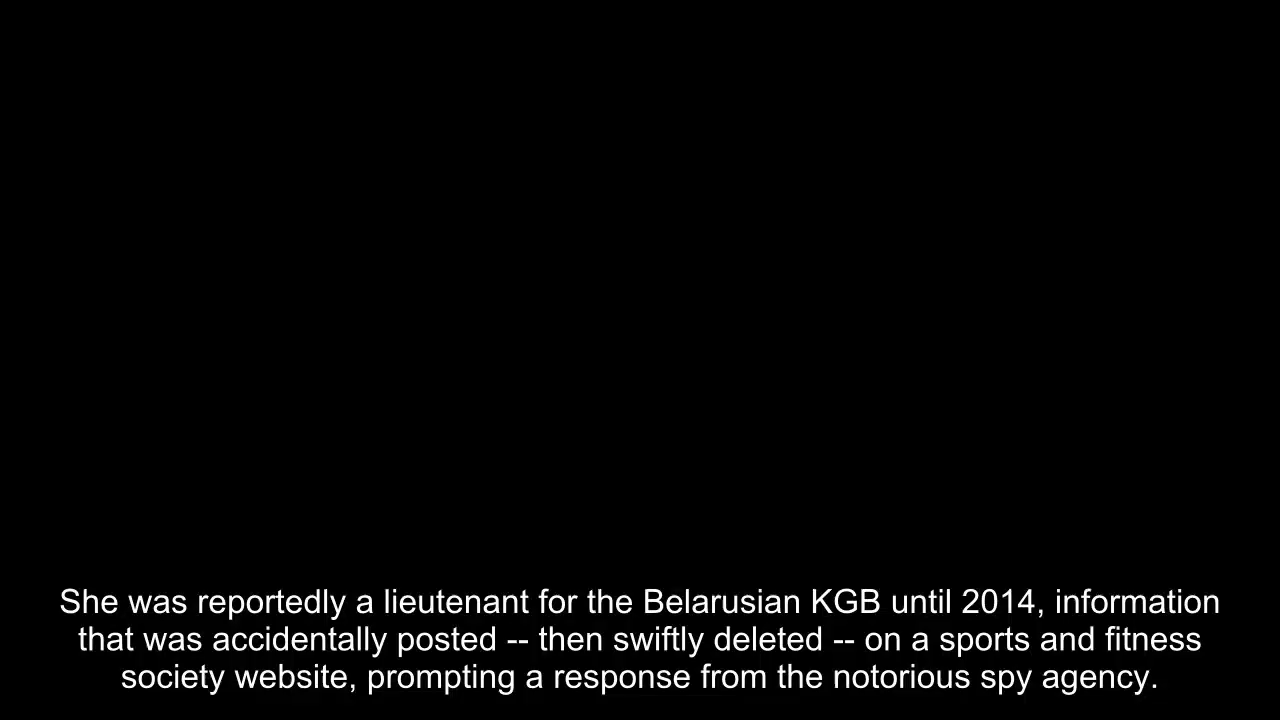 She was reportedly a lieutenant for the Belarusian KGB until 2014, information
that was accidentally posted -- then swiftly deleted -- on a sports and fitness
society website, prompting a response from the notorious spy agency.